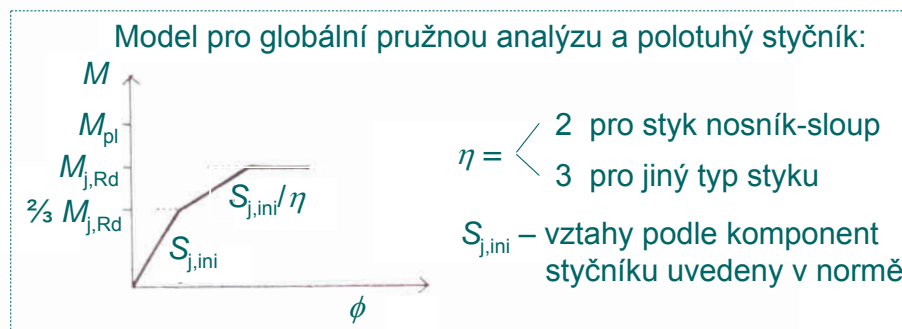 Model pro globální pružnou analýzu a polotuhý styčník:
M
M_pl
M_j,Rd
⅔ M_j,Rd
S_j,ini/η
S_j,ini
ϕ
η =
2 pro styk nosník-sloup
3 pro jiný typ styku
S_j,ini – vztahy podle komponent
styčníku uvedeny v normě